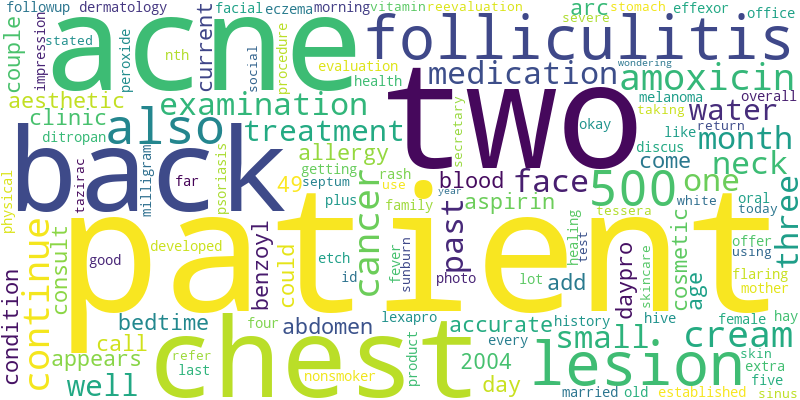 followup dermatology facial eczema morning vitamin reevaluation stomach effexor office
couple
impression
stated
peroxide
nth
acne
current
social
procedure
severe
evaluation
health
arc
folliculitis
wondering
medication
amoxicin
aesthetic
clinic
ditropan
examination
also
treatment
two
secretary
okay
melanoma
overall
taking
water
return
discus
like
month
back
tazirac
milligram
far
psoriasis
allergy
getting
septum
rash
49
plus
use
family
cancer
blood
aspirin
year
face
500
one
neck
come
white
oral
today
three
physical
continue
consult
patient
good
developed
benzoyl
could
etch
id
fever
sunburn
photo
past
lot
add
healing
test
tessera
daypro
skincare
cosmetic
age
offer
using
flaring
mother
hay
condition
appears
well
call
bedtime
refer
last
chest
four
abdomen
nonsmoker
lexapro
product
every
accurate
2004
day
history
small
hive
lesion
married
old
female
cream
established
skin
extra
five
sinus